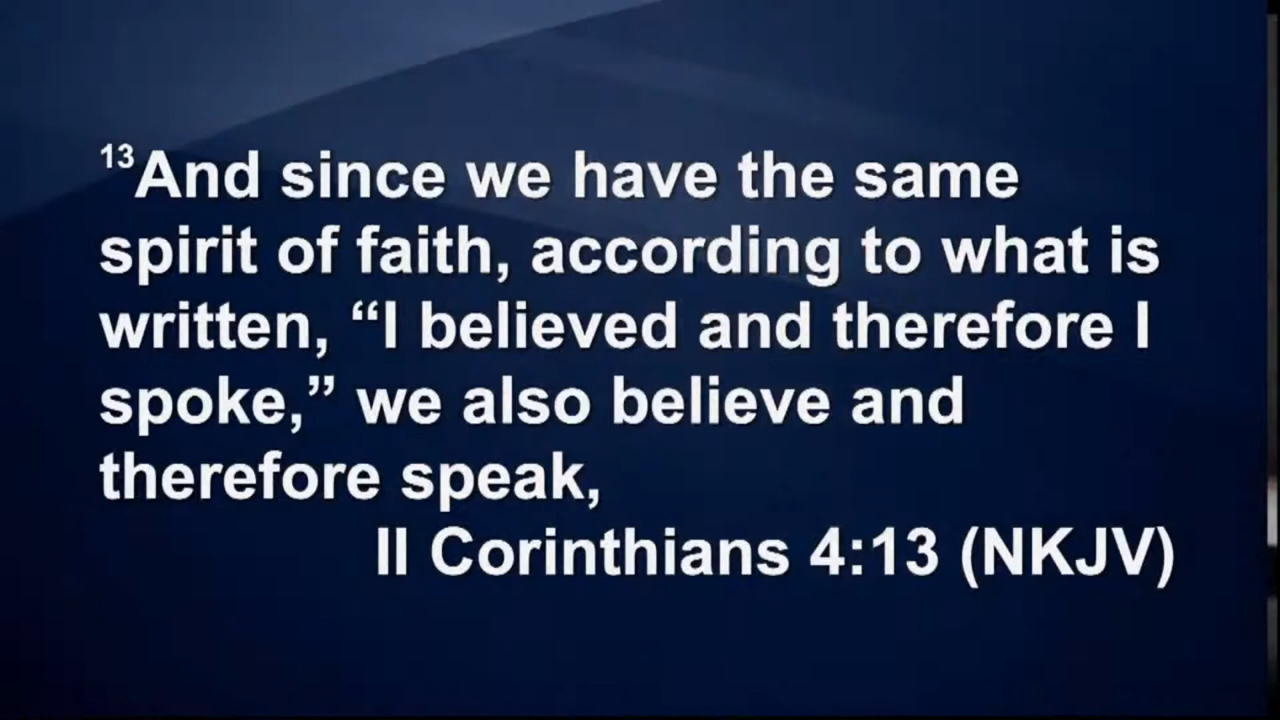 13And since we have the same
spirit of faith, according to what is
written, “I believed and therefore I
spoke,” we also believe and
therefore speak,
II Corinthians 4:13 (NKJV)